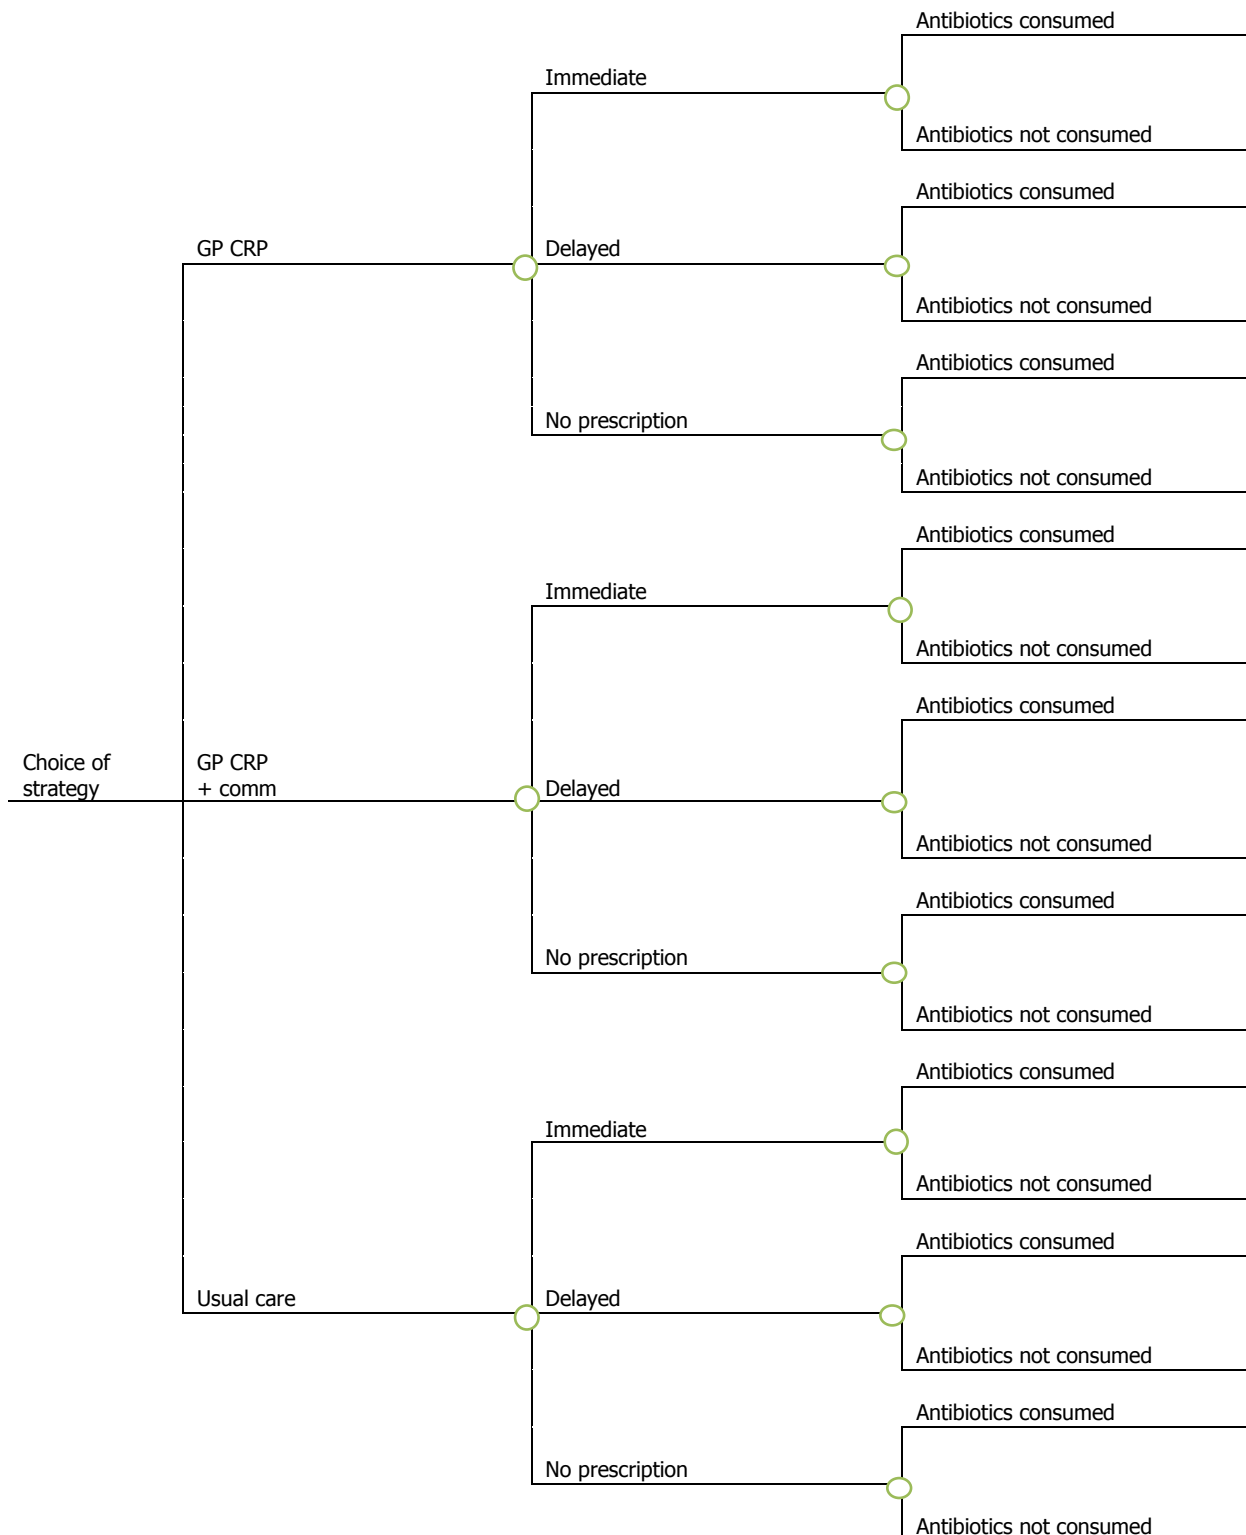 Antibiotics consumed
Immediate
Antibiotics not consumed
Antibiotics consumed
GP CRP
Delayed
Antibiotics not consumed
Antibiotics consumed
No prescription
Antibiotics not consumed
Antibiotics consumed
Immediate
Antibiotics not consumed
Antibiotics consumed
Choice of
strategy
GP CRP
+ comm
Delayed
Antibiotics not consumed
Antibiotics consumed
No prescription
Antibiotics not consumed
Antibiotics consumed
Immediate
Antibiotics not consumed
Antibiotics consumed
Usual care
Delayed
Antibiotics not consumed
Antibiotics consumed
No prescription
Antibiotics not consumed